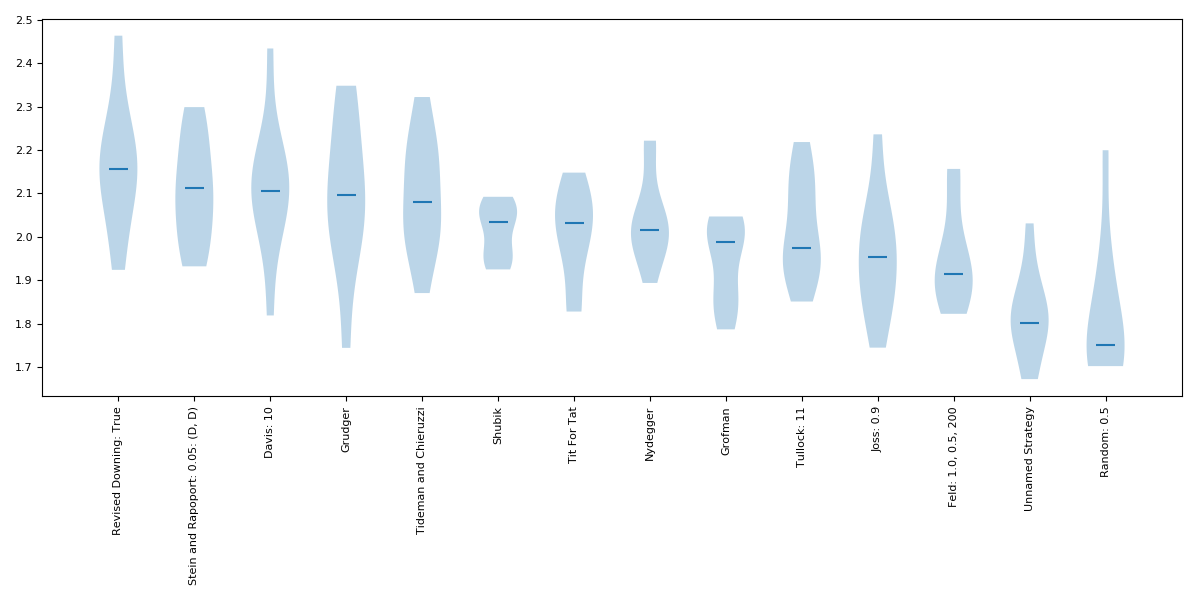 2.5
2.4
2.3
2.2
2.1
2.0
1.9
1.8
1.7
Revised Downing: True
Stein and Rapoport: 0.05: (D, D)
Davis: 10
Grudger
Tideman and Chieruzzi
Shubik
Tit For Tat
Nydegger
Grofman
Tullock: 11
Joss: 0.9
Feld: 1.0, 0.5, 200
Unnamed Strategy
Random: 0.5